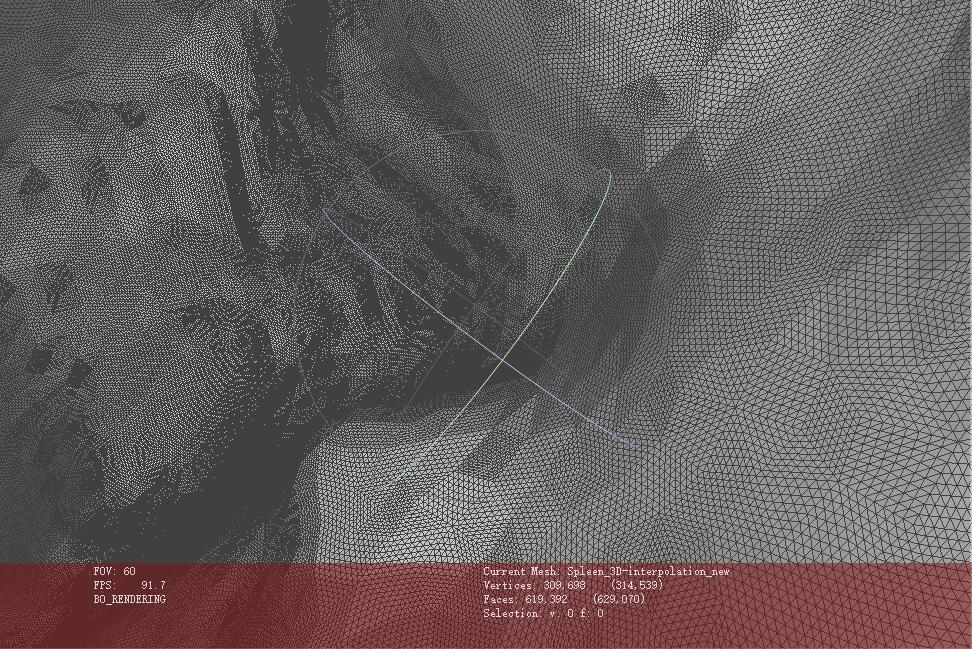 FOV: 60
FPS: 91.7
BO_RENDERING
Current Mesh: Spleen_3D-interpolation_new
Vertices: 309,698 (314,539)
Faces: 619,392 (629,070)
Selection: v: 0 f: 0